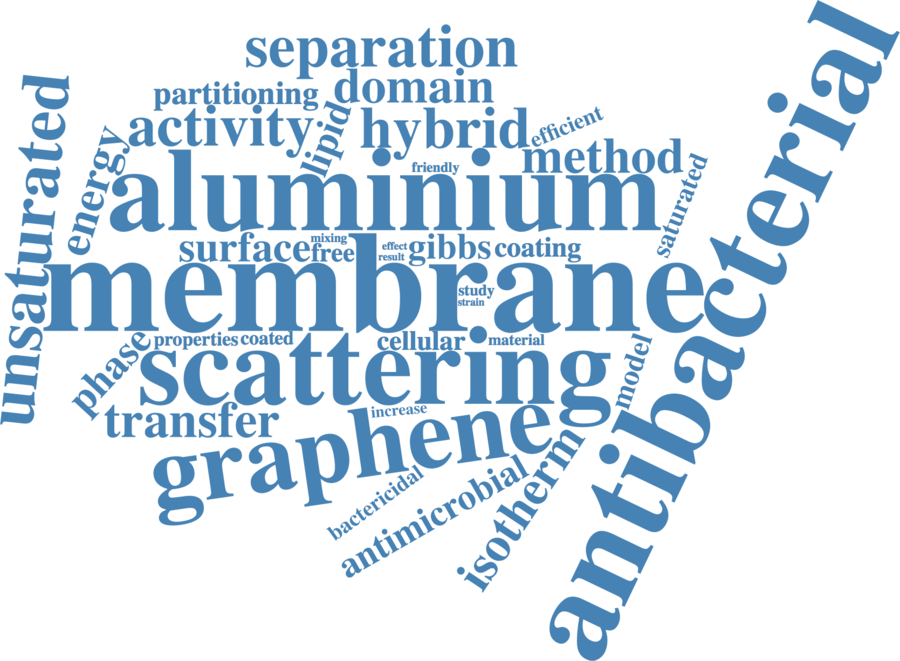 separation
domain
partitioning
activity
lipid
hybrid
efficient
method
energy
unsaturated
friendly
aluminium
saturated
antibacterial
surface
mixing
free
effect
result
gibbs
coating
membrane
study
strain
phase
properties
coated
cellular
material
scattering
model
transfer
increase
graphene
bactericidal
antimicrobial
isotherm